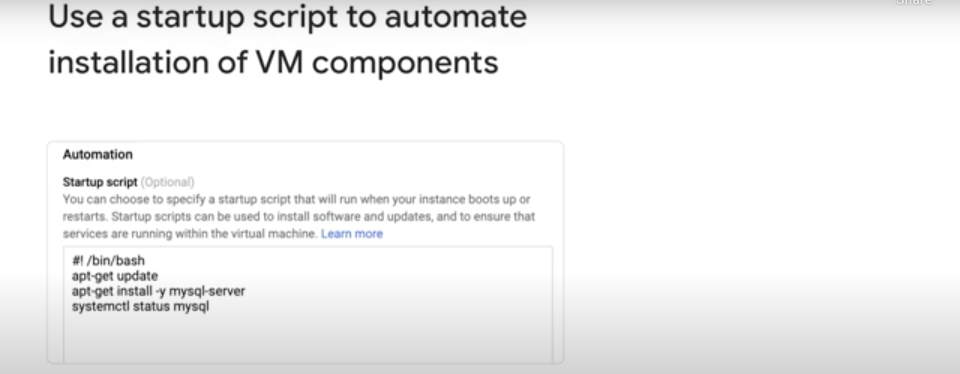 Share
Use a startup script to automate
installation of VM components
Automation
Startup script (Optional)
You can choose to specify a startup script that will run when your instance boots up or
restarts. Startup scripts can be used to install software and updates, and to ensure that
services are running within the virtual machine. Learn more
#! /bin/bash
apt-get update
apt-get install -y mysql-server
systemctl status mysql